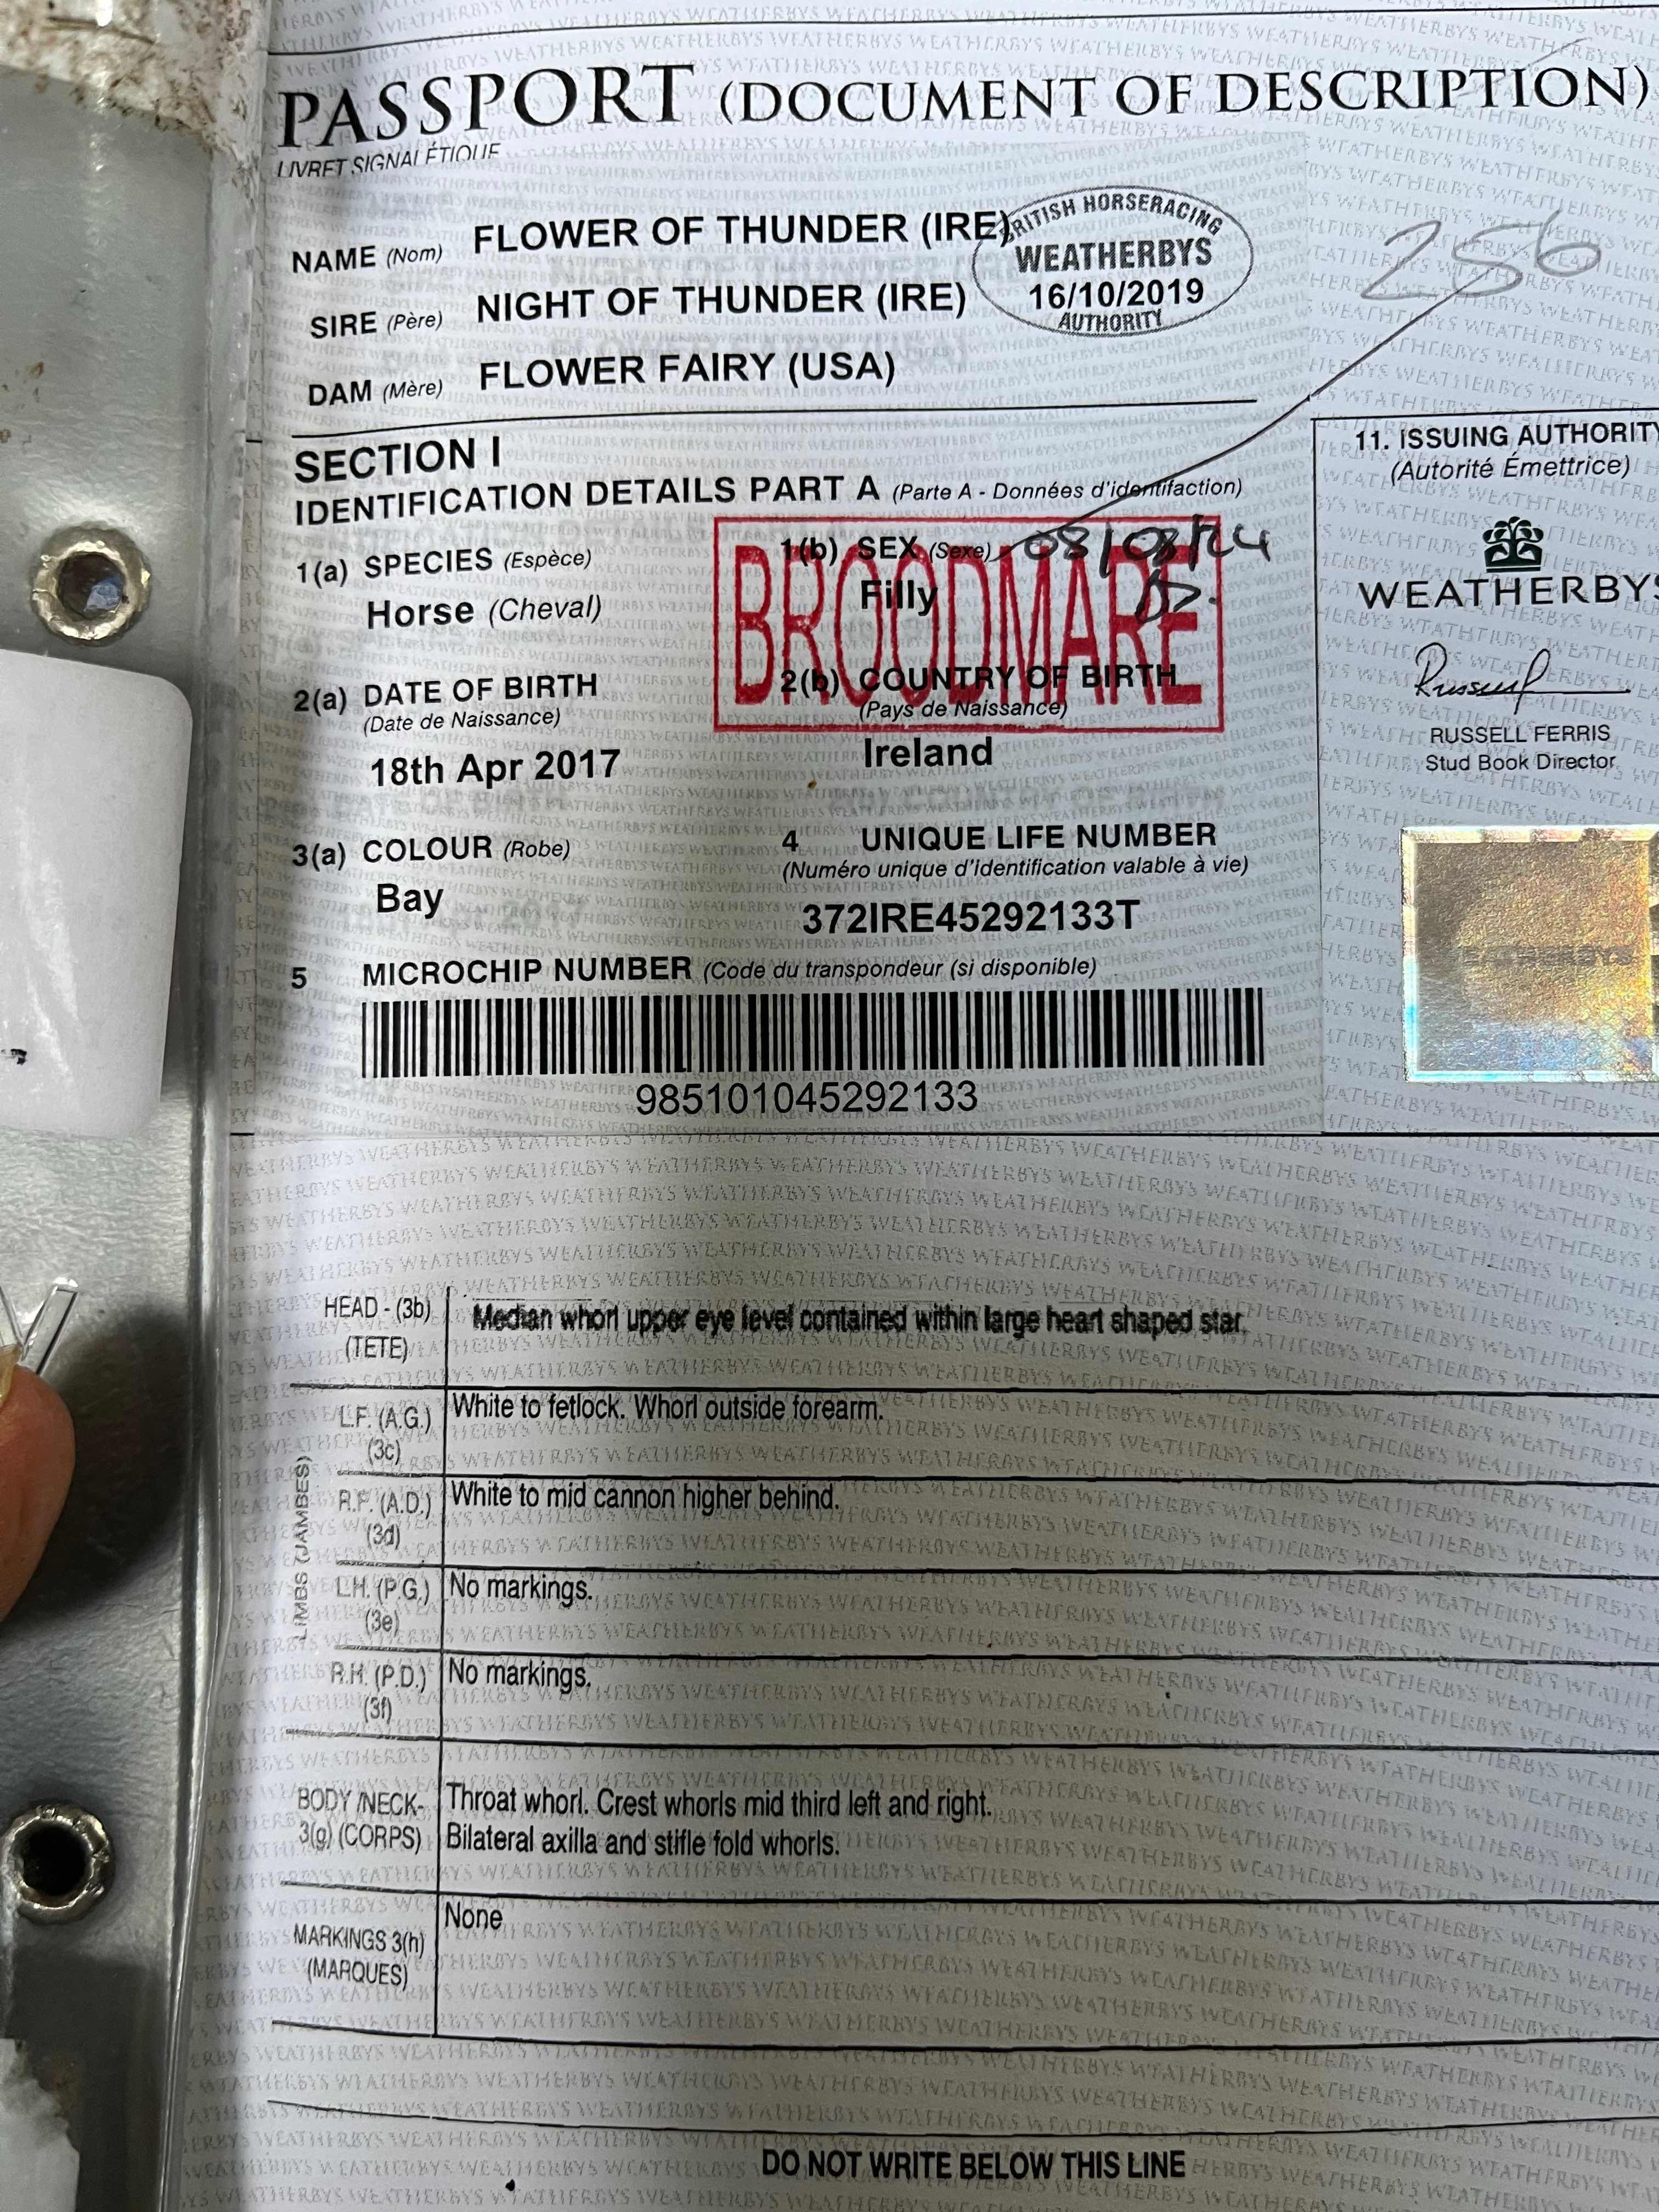 PASSPORT (DOCUMENT OF DESCRIPTION)
LIVRET SIGNALÉTIQUE
NAME (Nom) FLOWER OF THUNDER (IRE)
SIRE (Père) NIGHT OF THUNDER (IRE)
DAM (Mère) FLOWER FAIRY (USA)
BRITISH HORSERACING
WEATHERBYS
16/10/2019
AUTHORITY
256
SECTION I
IDENTIFICATION DETAILS PART A (Parte A - Données d'identifaction)
1(a) SPECIES (Espèce)
Horse (Cheval)
1(b) SEX (Sexe) 08/08/24
Filly
BROODMARE
2(a) DATE OF BIRTH
(Date de Naissance)
18th Apr 2017
2(b) COUNTRY OF BIRTH
(Pays de Naissance)
Ireland
3(a) COLOUR (Robe)
Bay
4 UNIQUE LIFE NUMBER
(Numéro unique d'identification valable à vie)
372IRE45292133T
5 MICROCHIP NUMBER (Code du transpondeur (si disponible)
985101045292133
11. ISSUING AUTHORITY
(Autorité Émettrice)
WEATHERBYS
RUSSELL FERRIS
Stud Book Director
WEATHERBYS
HEAD - (3b) Median whorl upper eye level contained within large heart shaped star.
(TETE)
LIMBS (JAMBES)
L.F. (A.G.) White to fetlock. Whorl outside forearm.
(3c)
R.F. (A.D.) White to mid cannon higher behind.
(3d)
L.H. (P.G.) No markings.
(3e)
R.H. (P.D.) No markings.
(3f)
BODY /NECK- Throat whorl. Crest whorls mid third left and right.
3(g) (CORPS) Bilateral axilla and stifle fold whorls.
MARKINGS 3(h) None
(MARQUES)
DO NOT WRITE BELOW THIS LINE